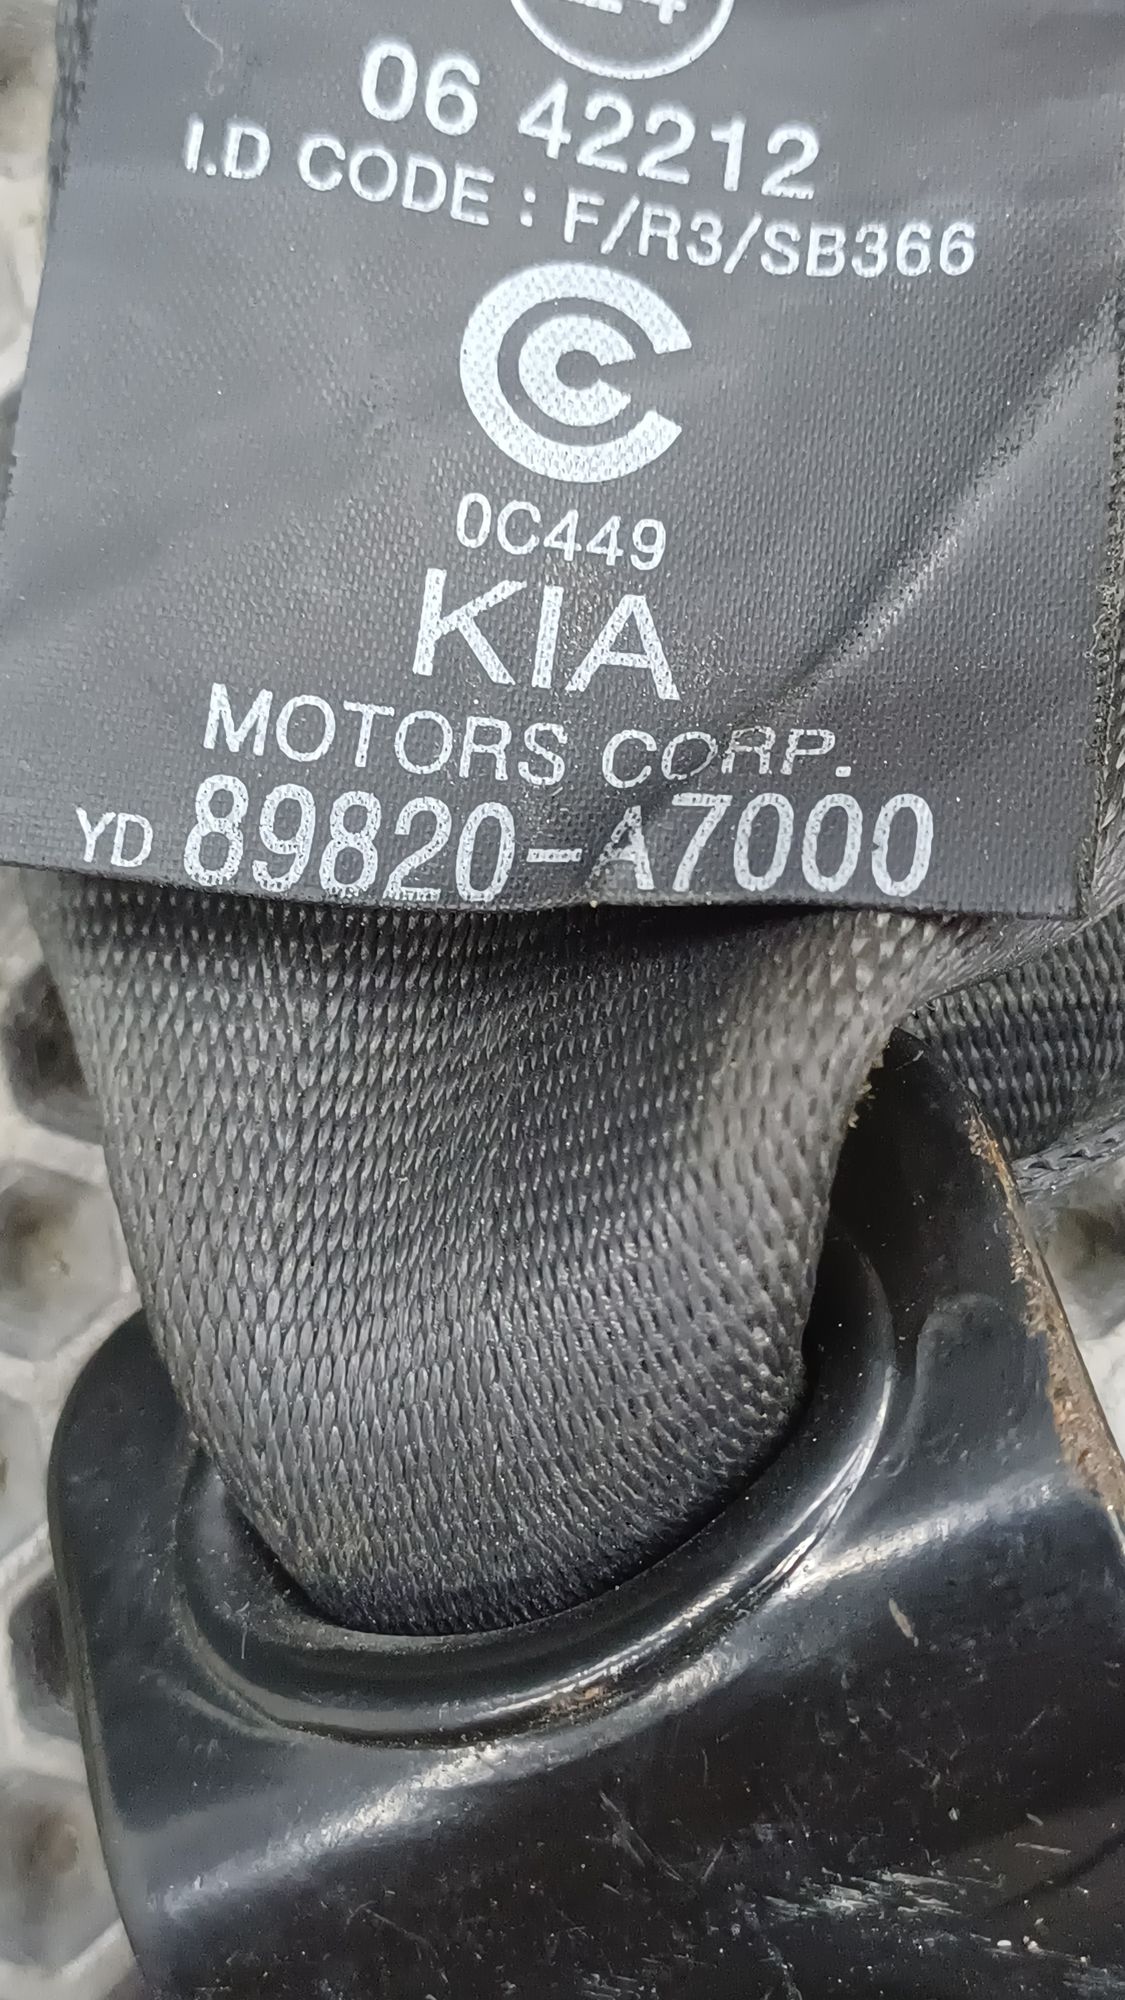 06 42212
I.D CODE : F/R3/SB366
0C449
KIA
MOTORS CORP.
YD 89820-A7000